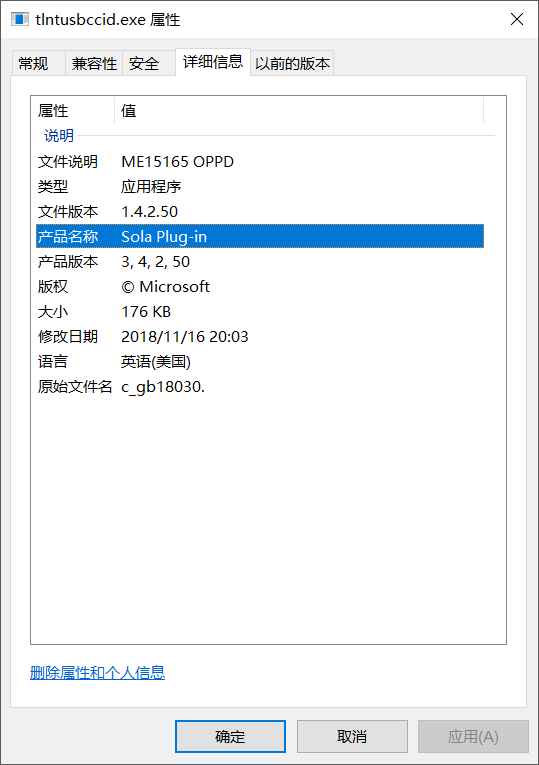 tlntusbccid.exe 属性
常规 兼容性 安全 详细信息 以前的版本
属性 值
说明
文件说明 ME15165 OPPD
类型 应用程序
文件版本 1.4.2.50
产品名称 Sola Plug-in
产品版本 3, 4, 2, 50
版权 © Microsoft
大小 176 KB
修改日期 2018/11/16 20:03
语言 英语(美国)
原始文件名 c_gb18030.
删除属性和个人信息
确定 取消 应用(A)